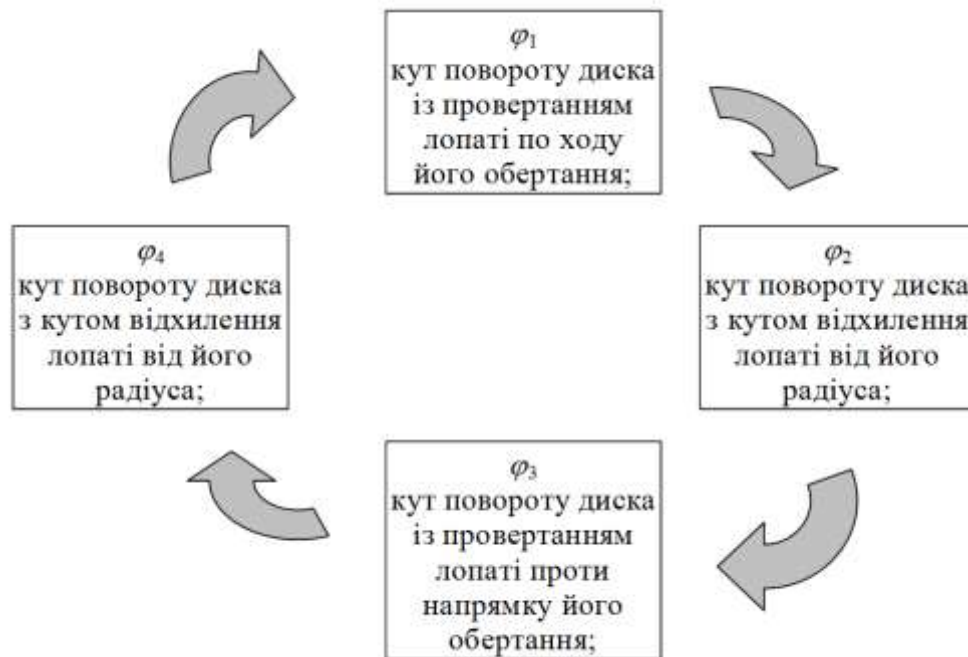 φ1
кут повороту диска
із провертанням
лопаті по ходу
його обертання;
φ4
кут повороту диска
з кутом відхилення
лопаті від його
радіуса;
φ2
кут повороту диска
з кутом відхилення
лопаті від його
радіуса;
φ3
кут повороту диска
із провертанням
лопаті проти
напрямку його
обертання;